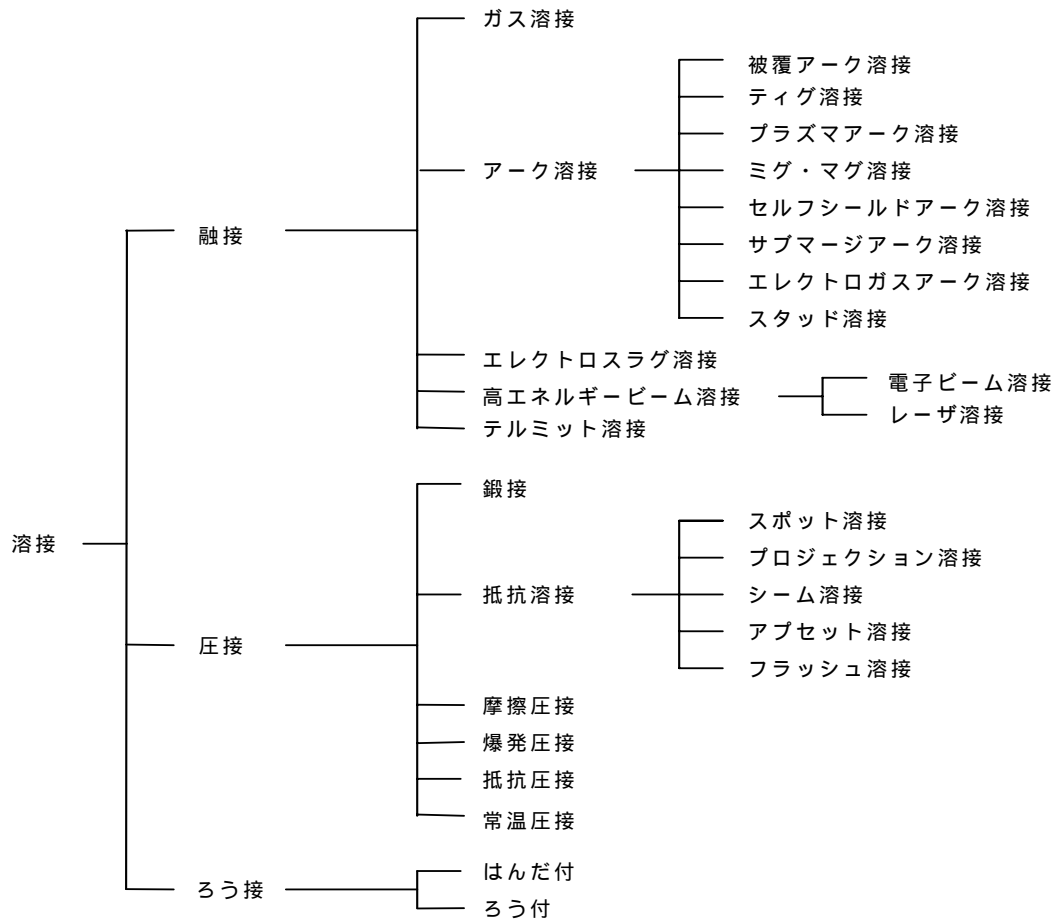 溶接
融接
ガス溶接
アーク溶接
被覆アーク溶接
ティグ溶接
プラズマアーク溶接
ミグ・マグ溶接
セルフシールドアーク溶接
サブマージアーク溶接
エレクトロガスアーク溶接
スタッド溶接
エレクトロスラグ溶接
高エネルギービーム溶接
電子ビーム溶接
レーザ溶接
テルミット溶接
圧接
鍛接
抵抗溶接
スポット溶接
プロジェクション溶接
シーム溶接
アプセット溶接
フラッシュ溶接
摩擦圧接
爆発圧接
抵抗圧接
常温圧接
ろう接
はんだ付
ろう付